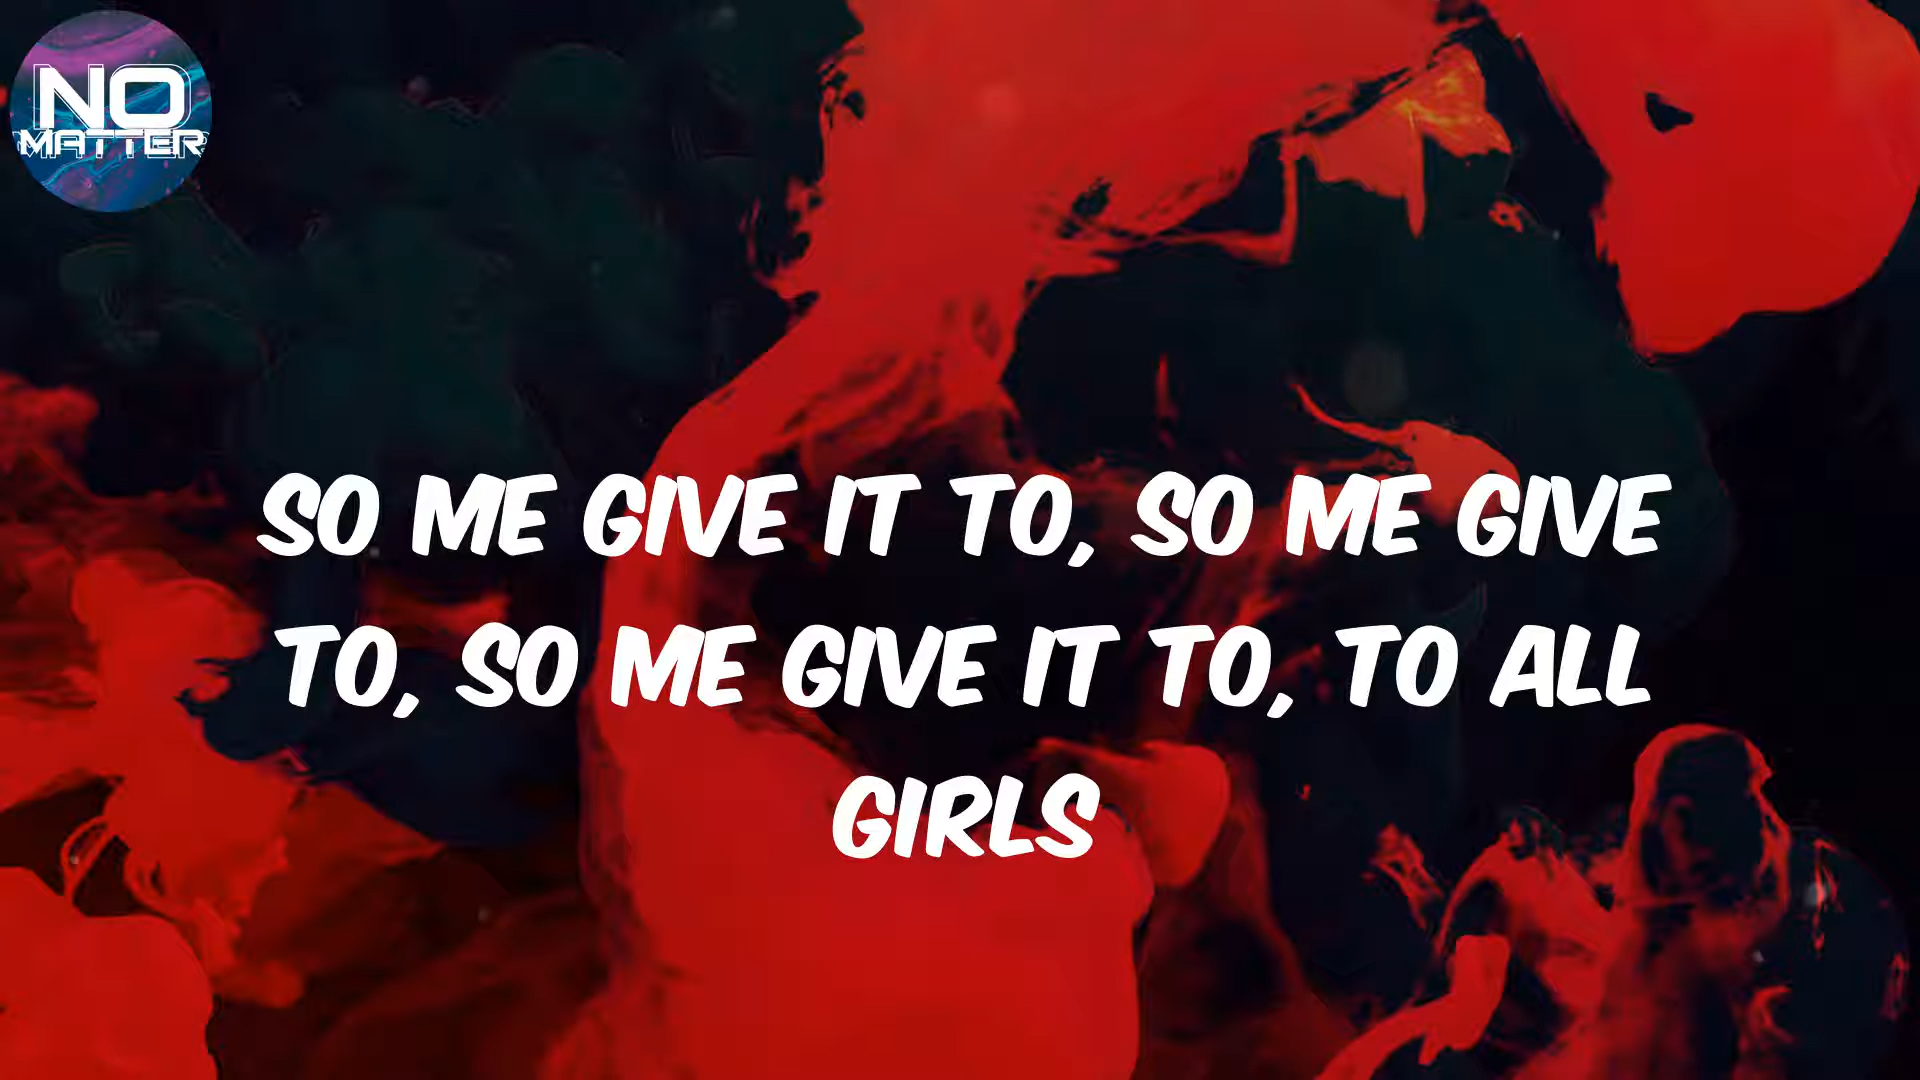 NO
MATTER
SO ME GIVE IT TO, SO ME GIVE
TO, SO ME GIVE IT TO, TO ALL
GIRLS